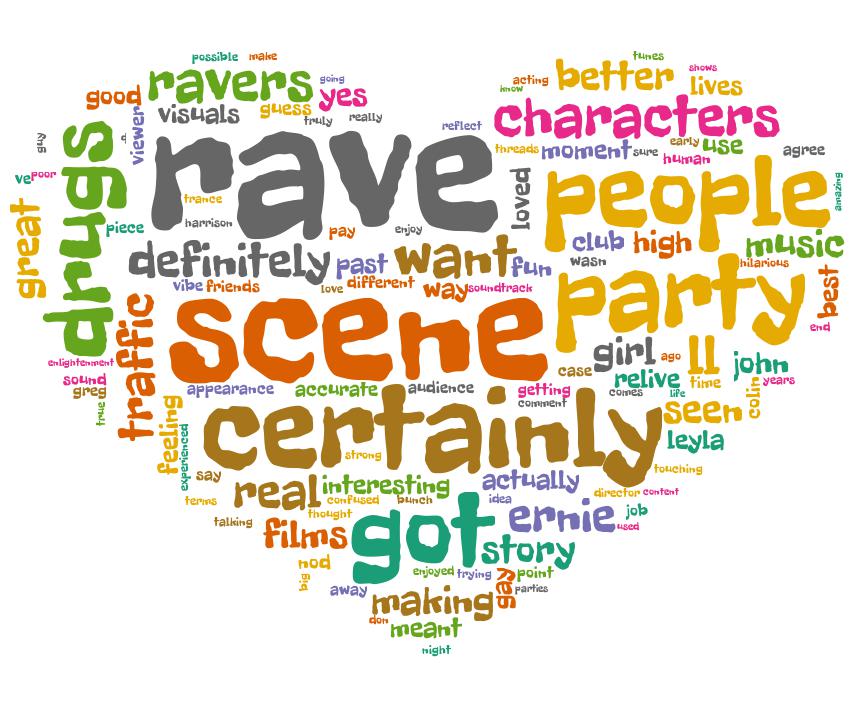 possible
make
tunes
ravers
going
acting
better
shows
good
know
lives
yes
visuals
guess
characters
viewer
truly
really
reflect
guy
d
rave
threads
moment
sure
early
use
human
agree
drugs
ve
poor
loved
people
amazing
trance
great
piece
harrison
pay
enjoy
club
high
music
definitely
past
want
fun
wasn
hilarious
vibe
friends
love
different
way
soundtrack
party
best
traffic
scene
end
case
girl
ago
ll
john
enlightenment
sound
greg
relive
time
years
appearance
accurate
audience
getting
comes
life
colin
true
feeling
certainly
comment
seen
leyla
experienced
strong
say
touching
real
interesting
actually
terms
confused
bunch
idea
director
content
talking
thought
got
ernie
job
used
films
story
nod
big
enjoyed
trying
gay
point
away
making
parties
don
meant
night